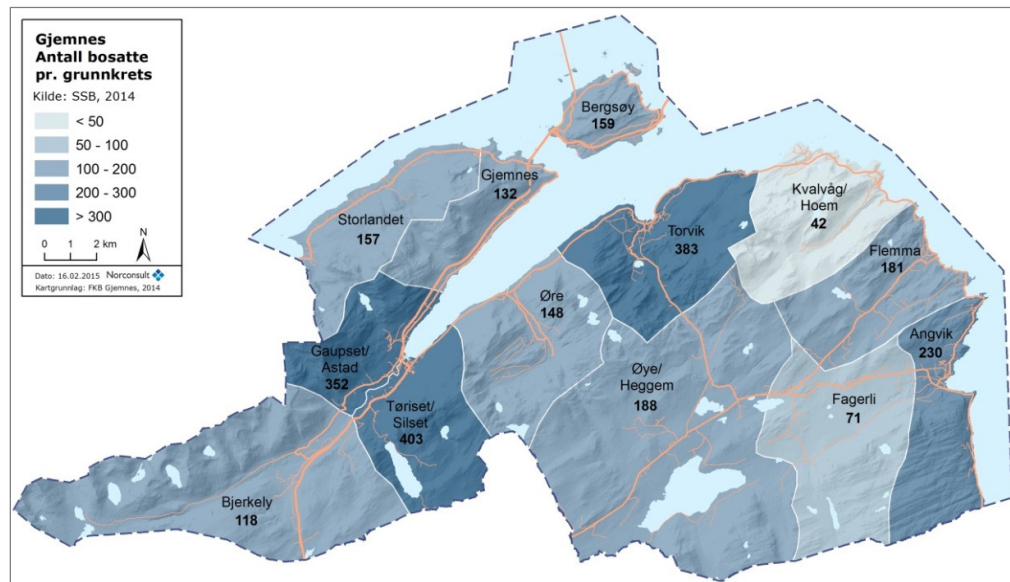 Gjemnes
Antall bosatte
pr. grunnkrets
Kilde: SSB, 2014
< 50
50 - 100
100 - 200
200 - 300
> 300
0 1 2 km
N
Dato: 16.02.2015 Norconsult
Kartgrunnlag: FKB Gjemnes, 2014
Bergsøy
159
Gjemnes
132
Storlandet
157
Kvalvåg/
Hoem
42
Torvik
383
Flemma
181
Øre
148
Angvik
230
Gaupset/
Astad
352
Øye/
Heggem
188
Fagerli
71
Tøriset/
Silset
403
Bjerkely
118